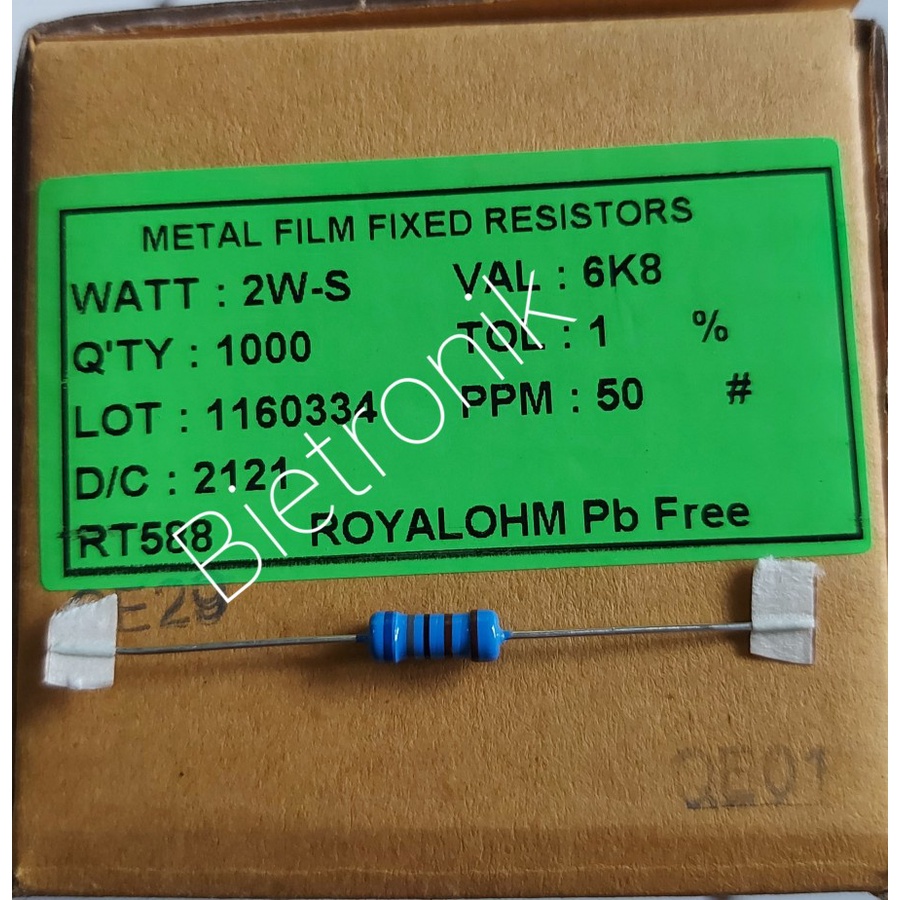 METAL FILM FIXED RESISTORS
WATT : 2W-S VAL : 6K8
Q'TY : 1000 TOL : 1 %
LOT : 1160334 PPM : 50 #
D/C : 2121
RT588 ROYALOHM Pb Free
Bietronik
QE29
QE01